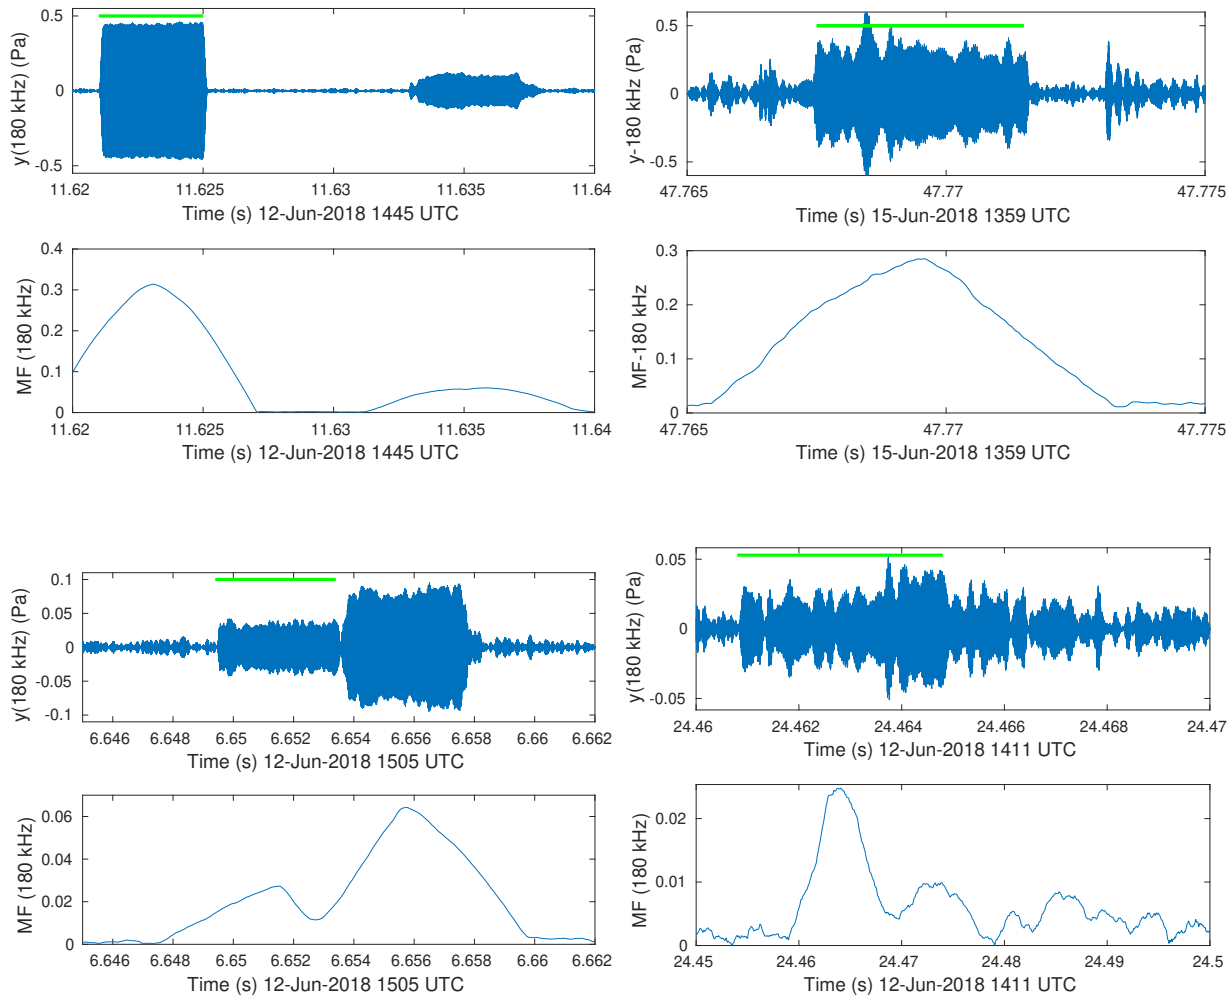 y(180 kHz) (Pa)
0.5
0
-0.5
11.62 11.625 11.63 11.635 11.64
Time (s) 12-Jun-2018 1445 UTC
y-180 kHz (Pa)
0.5
0
-0.5
47.765 47.77 47.775
Time (s) 15-Jun-2018 1359 UTC
MF (180 kHz)
0.4
0.3
0.2
0.1
0
11.62 11.625 11.63 11.635 11.64
Time (s) 12-Jun-2018 1445 UTC
MF-180 kHz
0.3
0.2
0.1
0
47.765 47.77 47.775
Time (s) 15-Jun-2018 1359 UTC
y(180 kHz) (Pa)
0.1
0.05
0
-0.05
-0.1
6.646 6.648 6.65 6.652 6.654 6.656 6.658 6.66 6.662
Time (s) 12-Jun-2018 1505 UTC
y(180 kHz) (Pa)
0.05
0
-0.05
24.46 24.462 24.464 24.466 24.468 24.47
Time (s) 12-Jun-2018 1411 UTC
MF (180 kHz)
0.06
0.04
0.02
0
6.646 6.648 6.65 6.652 6.654 6.656 6.658 6.66 6.662
Time (s) 12-Jun-2018 1505 UTC
MF (180 kHz)
0.02
0.01
0
24.45 24.46 24.47 24.48 24.49 24.5
Time (s) 12-Jun-2018 1411 UTC